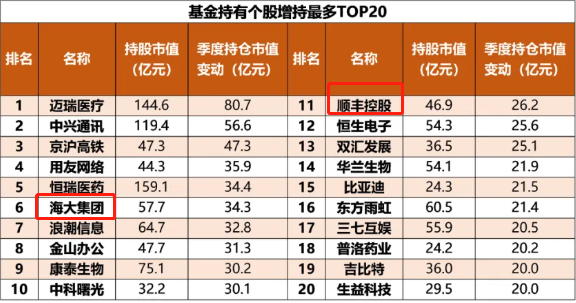 基金持有个股增持最多TOP20
排名 名称 持股市值（亿元） 季度持仓市值变动（亿元） 排名 名称 持股市值（亿元） 季度持仓市值变动（亿元）
1 迈瑞医疗 144.6 80.7 11 顺丰控股 46.9 26.2
2 中兴通讯 119.4 56.6 12 恒生电子 54.3 25.6
3 京沪高铁 47.3 47.3 13 双汇发展 36.5 25.1
4 用友网络 44.3 35.9 14 华兰生物 54.1 21.9
5 恒瑞医药 159.1 34.4 15 比亚迪 24.3 21.5
6 海大集团 57.7 34.3 16 东方雨虹 60.5 21.4
7 浪潮信息 64.7 32.8 17 三七互娱 55.9 20.5
8 金山办公 47.7 31.3 18 普洛药业 24.2 20.2
9 康泰生物 75.1 30.2 19 吉比特 36.0 20.0
10 中科曙光 32.2 30.1 20 生益科技 29.5 20.0